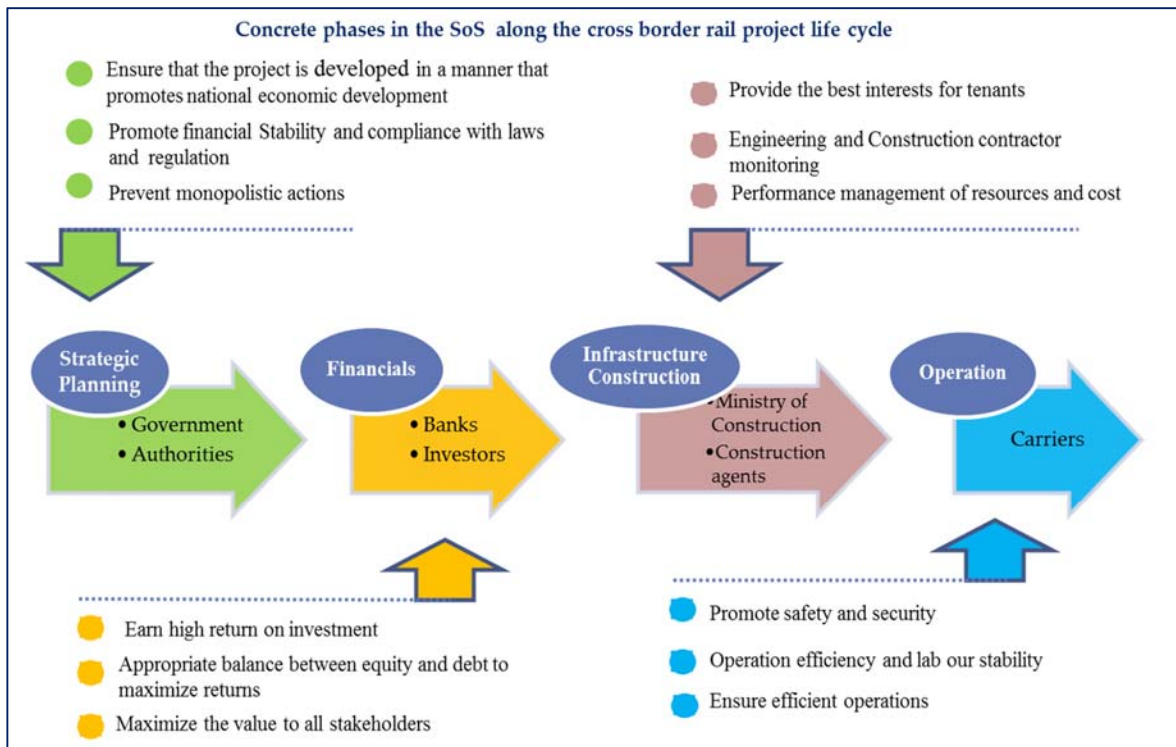 Concrete phases in the SoS along the cross border rail project life cycle
Ensure that the project is developed in a manner that
promotes national economic development
Promote financial Stability and compliance with laws
and regulation
Prevent monopolistic actions
Provide the best interests for tenants
Engineering and Construction contractor
monitoring
Performance management of resources and cost
Strategic
Planning
• Government
• Authorities
Financials
• Banks
• Investors
Infrastructure
Construction
•Ministry of
Construction
•Construction
agents
Operation
Carriers
Earn high return on investment
Appropriate balance between equity and debt to
maximize returns
Maximize the value to all stakeholders
Promote safety and security
Operation efficiency and lab our stability
Ensure efficient operations